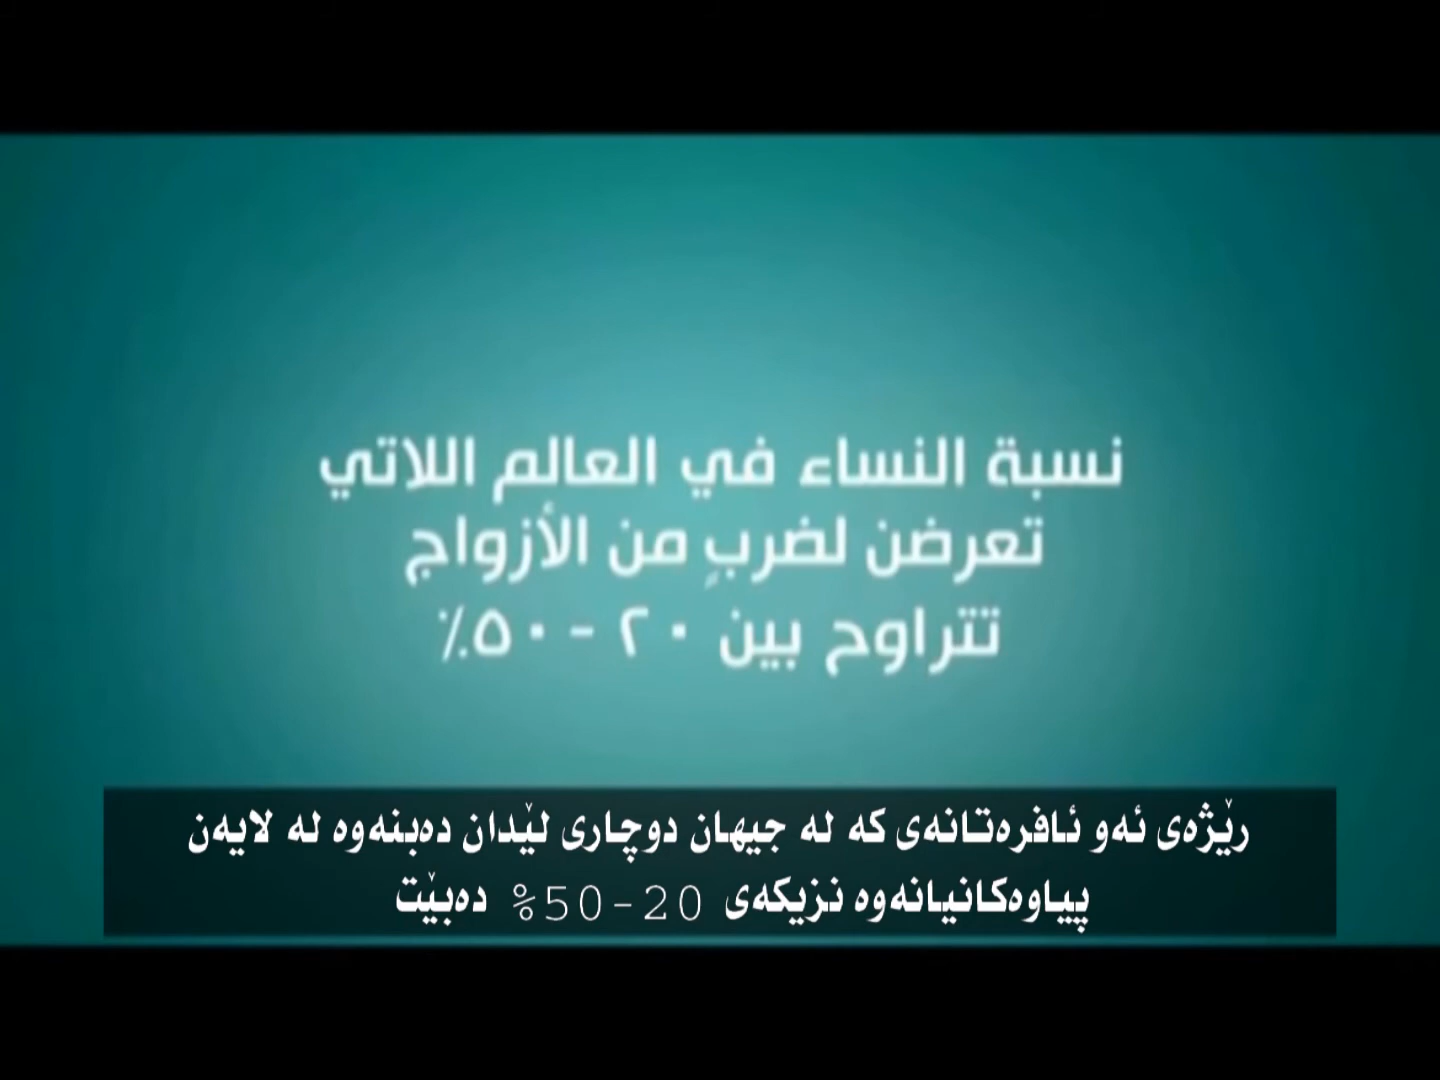 نسبة النساء في العالم اللاتي
تعرضن لضربٍ من الأزواج
تتراوح بين ٢٠ - ٥٠٪
رێژەی ئەو ئافرەتانەی کە لە جیهان دوچاری لێدان دەبنەوە لە لایەن
پیاوەکانیانەوە نزیکەی 20-50% دەبێت